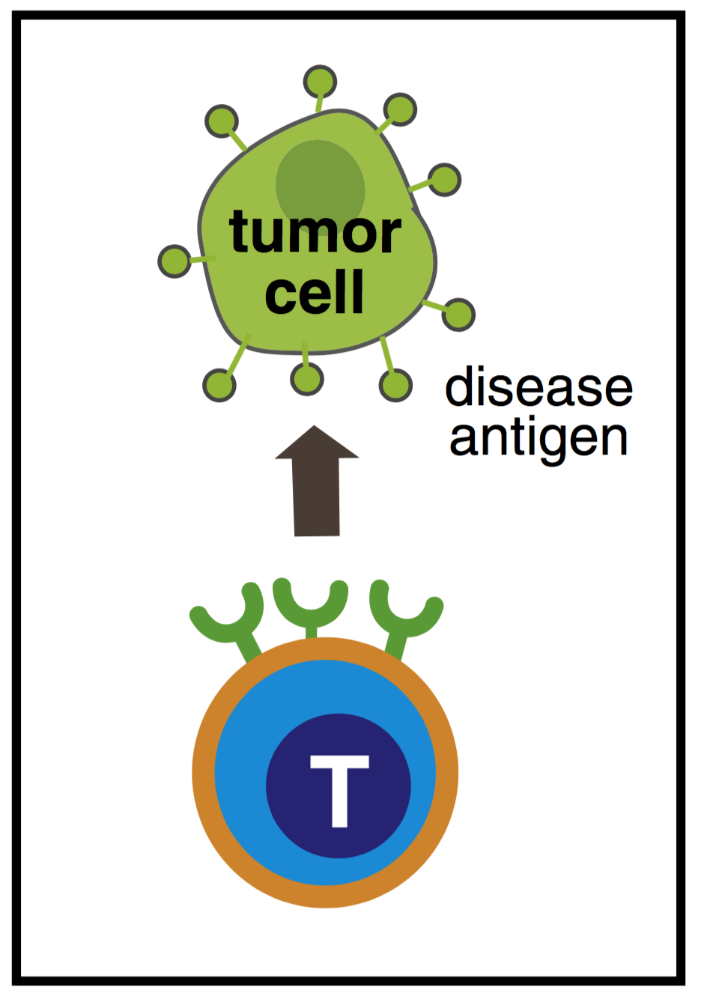 tumor
cell
disease
antigen
T